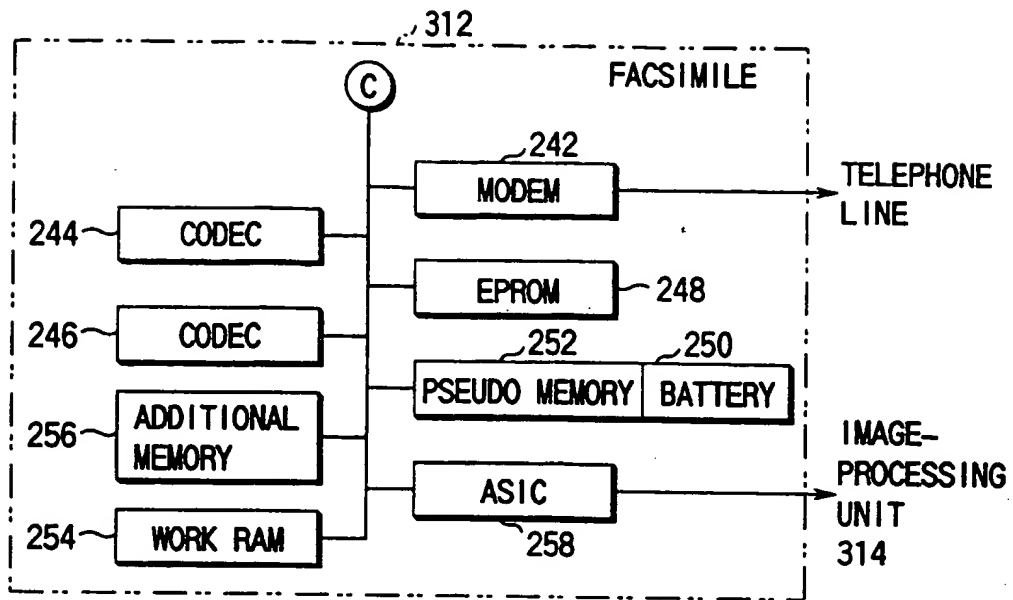 312
C
FACSIMILE
242
MODEM
TELEPHONE
LINE
244
CODEC
EPROM
248
246
CODEC
252
250
PSEUDO MEMORY
BATTERY
256
ADDITIONAL
MEMORY
IMAGE-
PROCESSING
UNIT
314
ASIC
258
254
WORK RAM